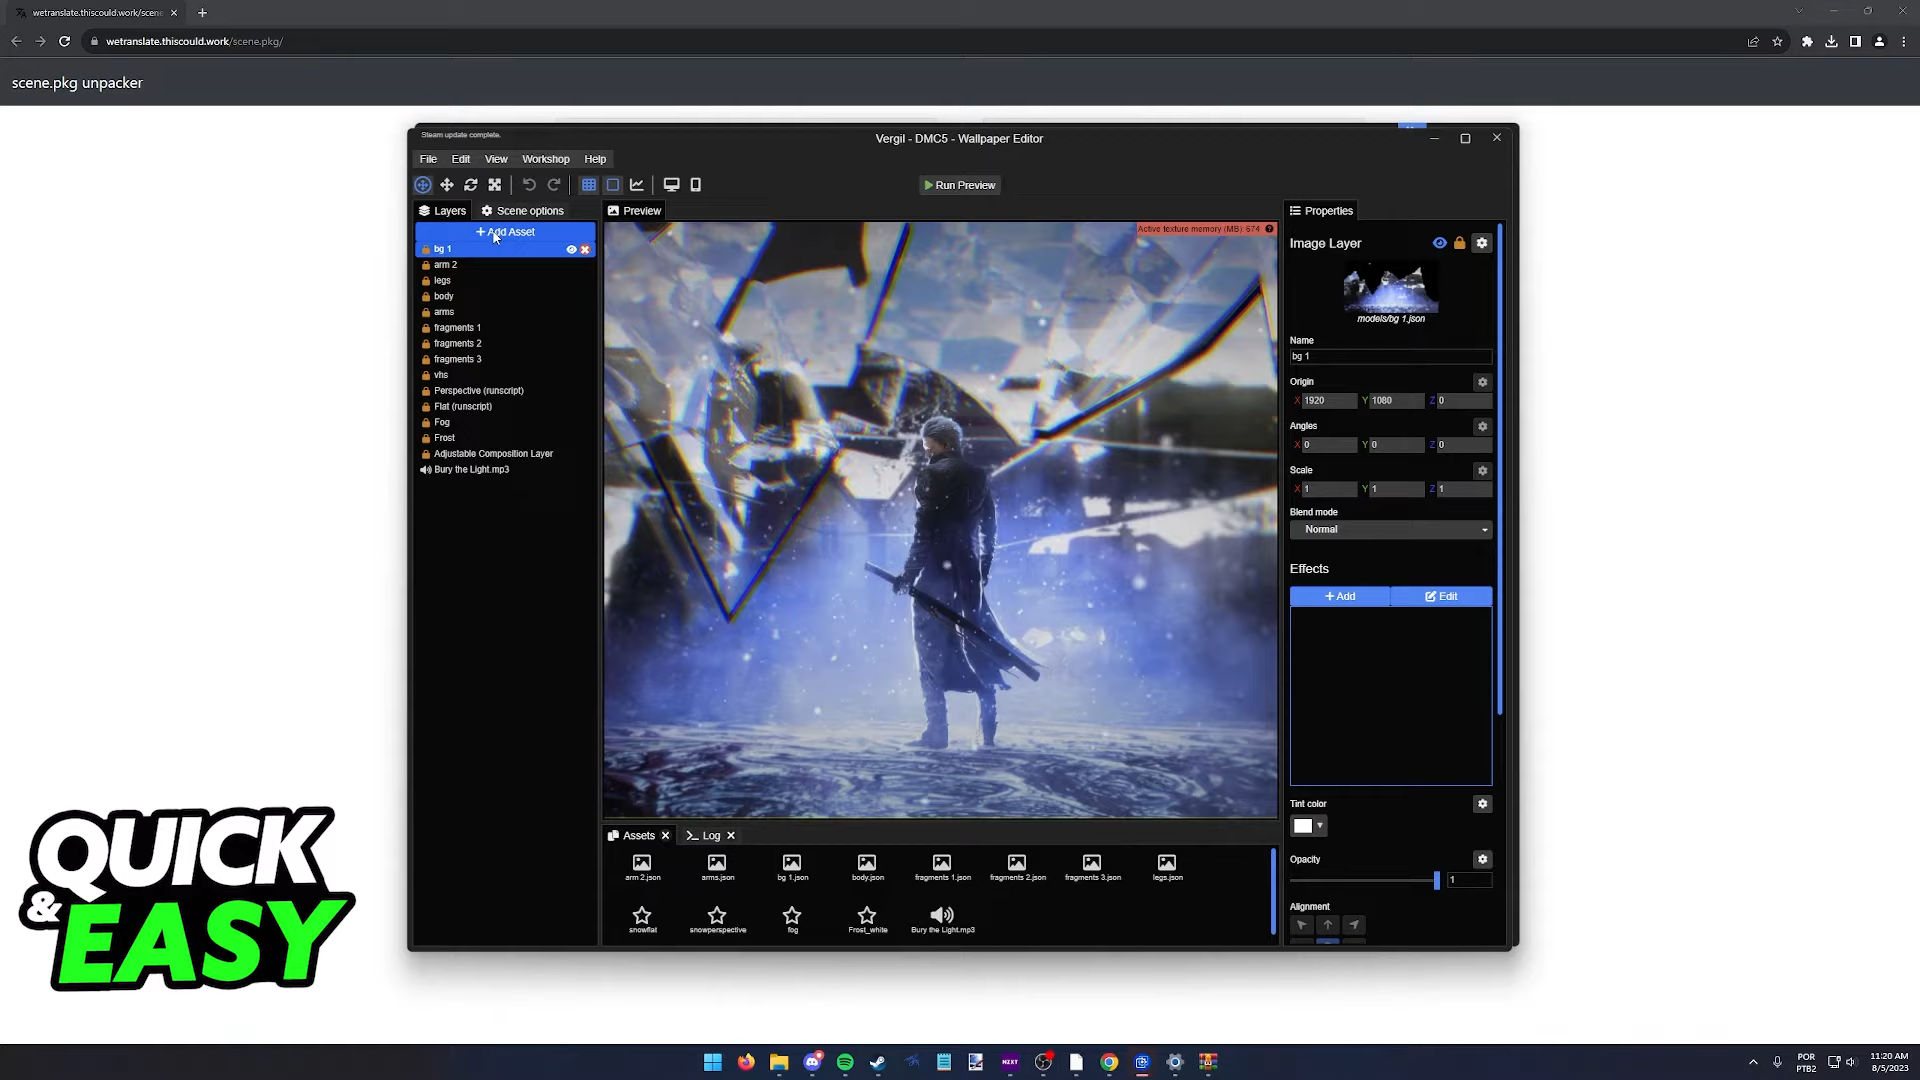 wetranslate.thiscould.work/scene
wetranslate.thiscould.work/scene.pkg/
scene.pkg unpacker
Steam update complete.
Vergil - DMC5 - Wallpaper Editor
File Edit View Workshop Help
Run Preview
Layers Scene options
Preview
Properties
+ Add Asset
bg 1
arm 2
legs
body
arms
fragments 1
fragments 2
fragments 3
vhs
Perspective (runscript)
Flat (runscript)
Fog
Frost
Adjustable Composition Layer
Bury the Light.mp3
Active texture memory (MB): 674
Image Layer
models/bg 1.json
Name
bg 1
Origin
X 1920 Y 1080 Z 0
Angles
X 0 Y 0 Z 0
Scale
X 1 Y 1 Z 1
Blend mode
Normal
Effects
+ Add Edit
Tint color
Opacity
1
Alignment
Assets Log
arm 2.json arms.json bg 1.json body.json fragments 1.json fragments 2.json fragments 3.json legs.json
snowflat snowperspective fog Frost_white Bury the Light.mp3
QUICK
& EASY
NZXT
POR
PTB2
11:20 AM
8/5/2023